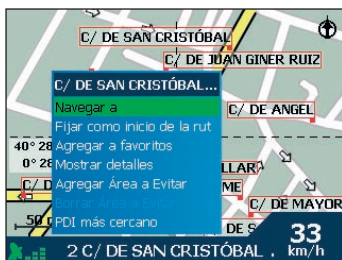 C/ DE SAN CRISTÓBAL
C/ DE JUAN GINER RUIZ
C/ DE SAN CRISTÓBAL...
Navegar a
C/ DE ANGEL
Fijar como inicio de la rut
Agregar a favoritos
40° 28
Mostrar detalles
0° 28
LLAR
Agregar Área a Evitar
C/ D
ME
Borrar Área a Evitar
C/ DE MAYOR
PDI más cercano
50
DE S
33
km/h
2 C/ DE SAN CRISTÓBAL .